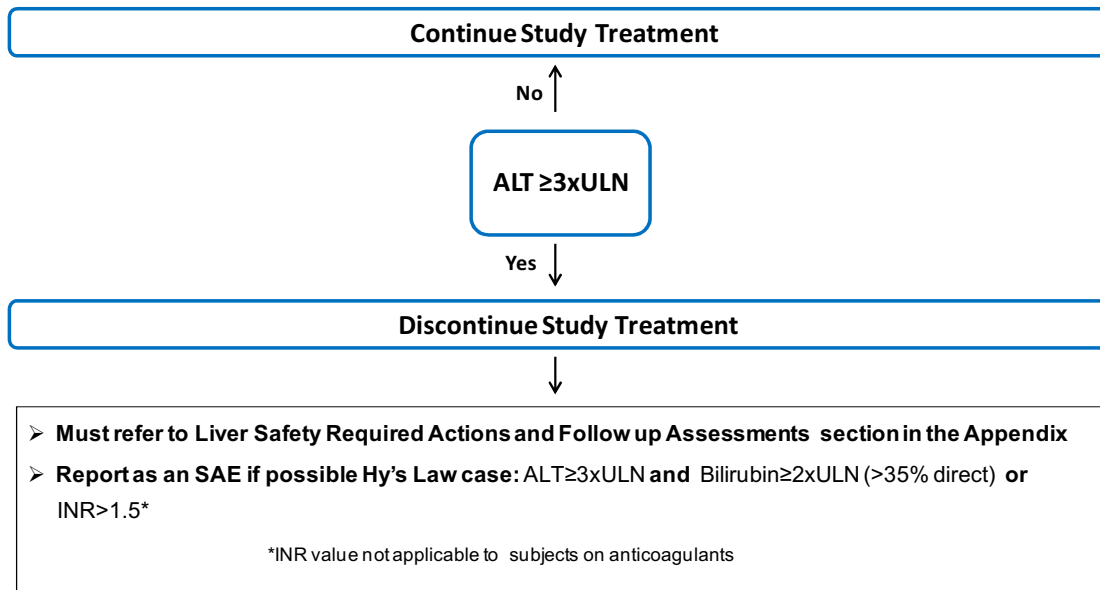 Continue Study Treatment
No
ALT ≥3xULN
Yes
Discontinue Study Treatment
➢ Must refer to Liver Safety Required Actions and Follow up Assessments section in the Appendix
➢ Report as an SAE if possible Hy's Law case: ALT≥3xULN and Bilirubin≥2xULN (>35% direct) or
INR>1.5*
*INR value not applicable to subjects on anticoagulants